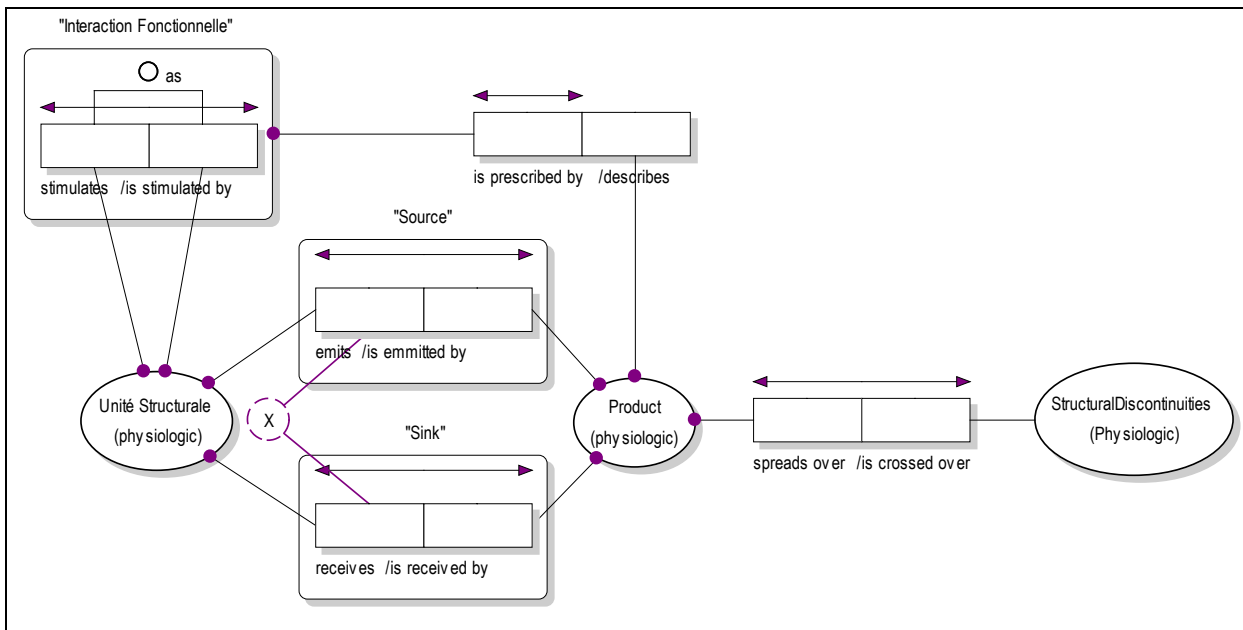 "Interaction Fonctionnelle"
as
stimulates /is stimulated by
is prescribed by /describes
"Source"
emits /is emmitted by
Unité Structurale
(physiologic)
X
Product
(physiologic)
StructuralDiscontinuities
(Physiologic)
"Sink"
spreads over /is crossed over
receives /is received by